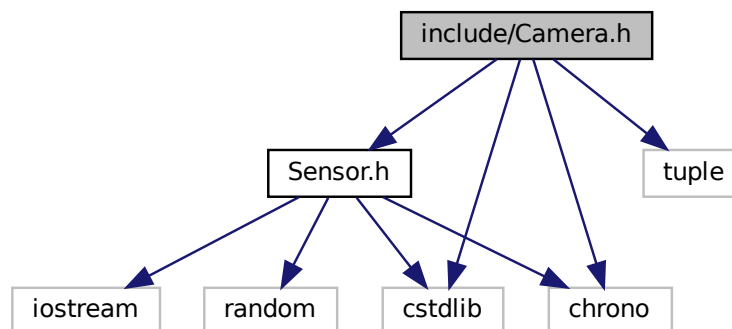 include/Camera.h
Sensor.h
tuple
iostream
random
cstdlib
chrono